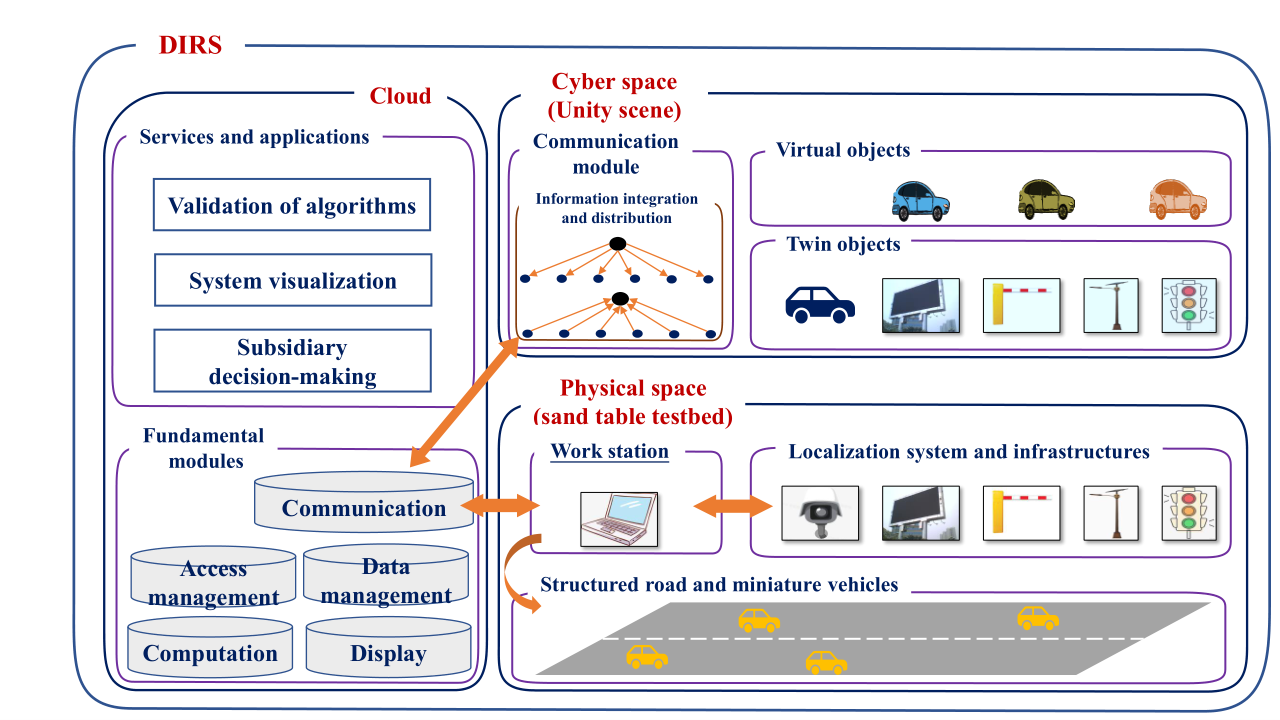 DIRS
Cloud
Services and applications
Validation of algorithms
System visualization
Subsidiary
decision-making
Fundamental
modules
Communication
Access
management
Data
management
Computation
Display
Cyber space
(Unity scene)
Communication
module
Information integration
and distribution
Virtual objects
Twin objects
Physical space
(sand table testbed)
Work station
Localization system and infrastructures
Structured road and miniature vehicles